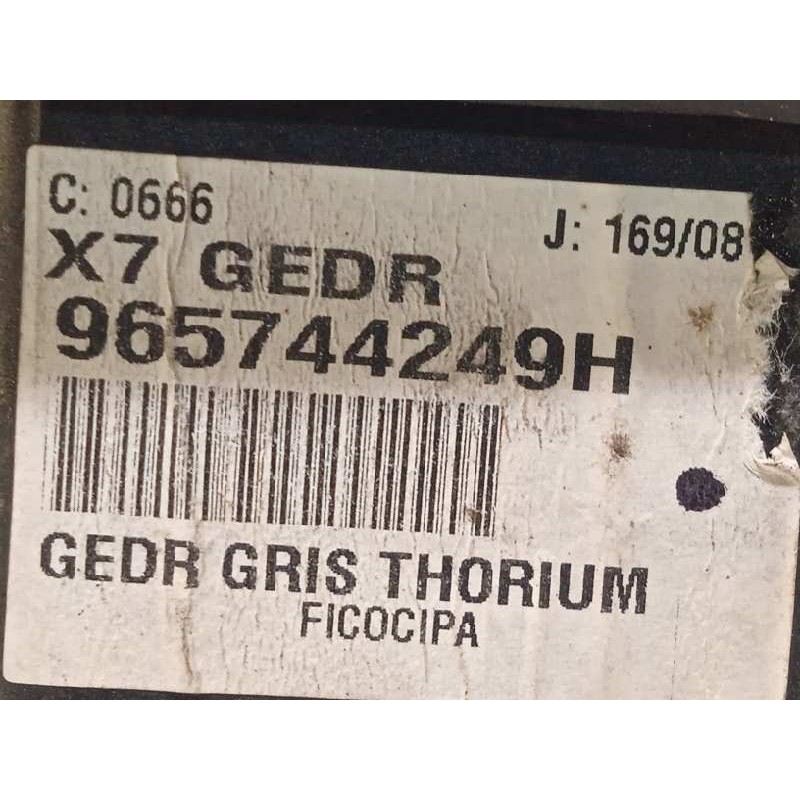 C: 0666 J: 169/08
X7 GEDR
965744249H
GEDR GRIS THORIUM
FICOCIPA